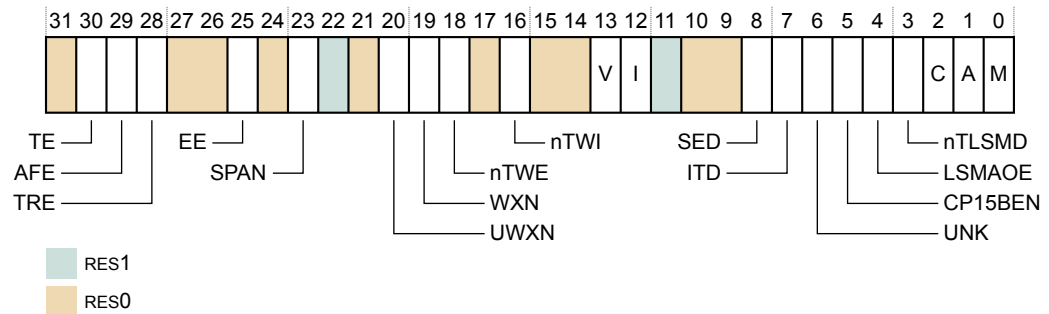 31 30 29 28 27 26 25 24 23 22 21 20 19 18 17 16 15 14 13 12 11 10 9 8 7 6 5 4 3 2 1 0
V I C A M
TE EE nTWI SED nTLSMD
AFE SPAN nTWE ITD LSMAOE
TRE WXN CP15BEN
UWXN UNK
RES1
RES0